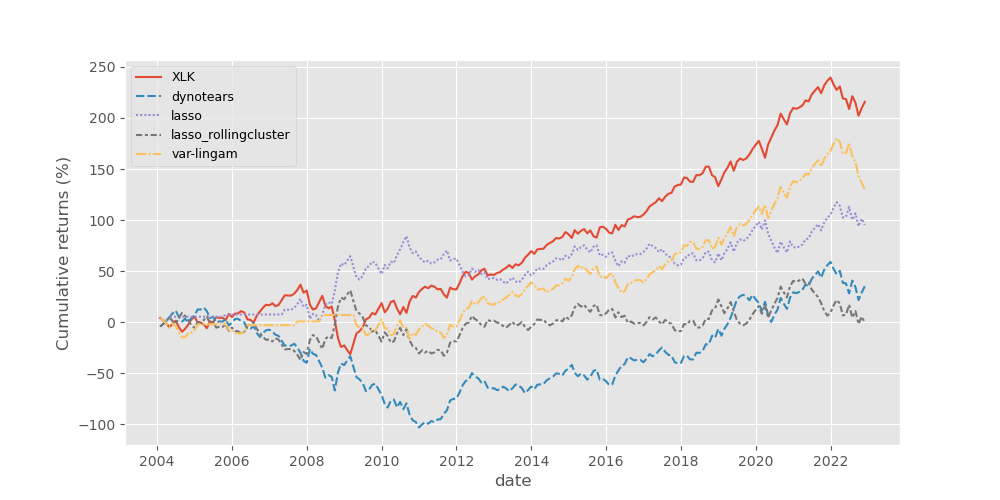 250
200
150
100
50
0
−50
−100
Cumulative returns (%)
XLK
dynotears
lasso
lasso_rollingcluster
var-lingam
2004 2006 2008 2010 2012 2014 2016 2018 2020 2022
date